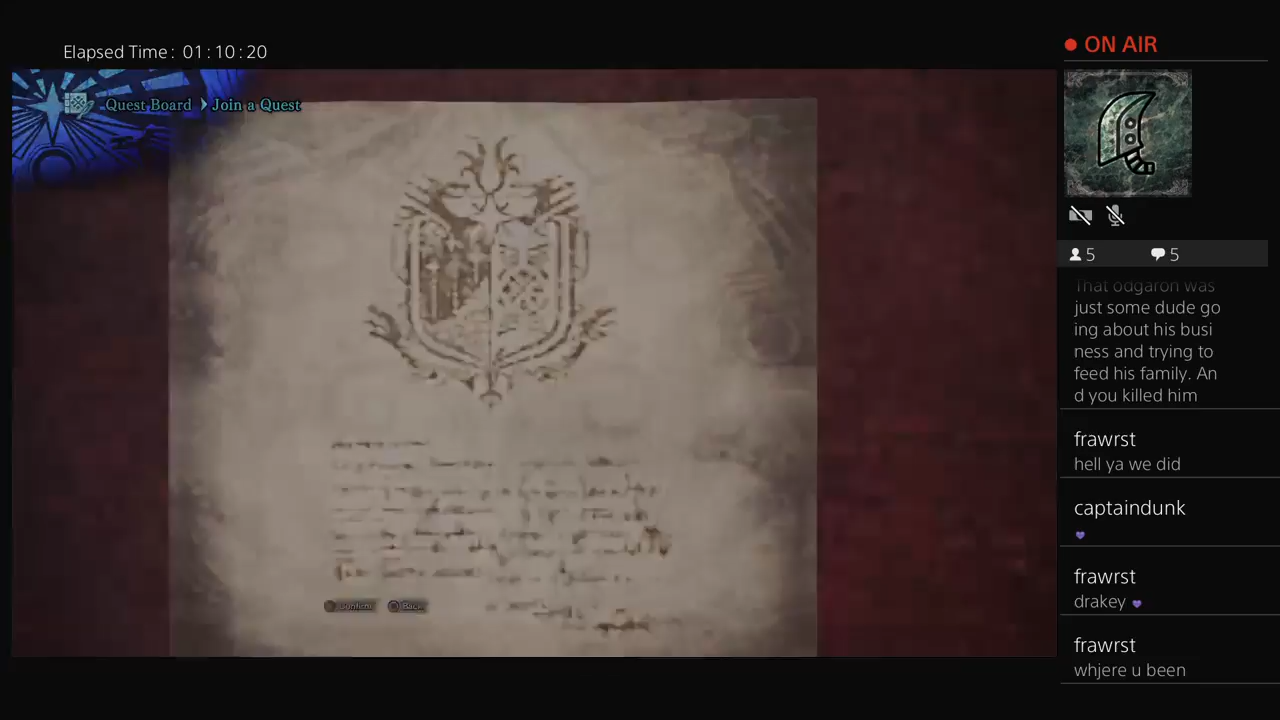 Elapsed Time: 01:10:20
ON AIR
Quest Board Join a Quest
5
5
That odgaron was
just some dude go
ing about his busi
ness and trying to
feed his family. An
d you killed him
frawrst
hell ya we did
captaindunk
frawrst
drakey
frawrst
whjere u been
Confirm
Back